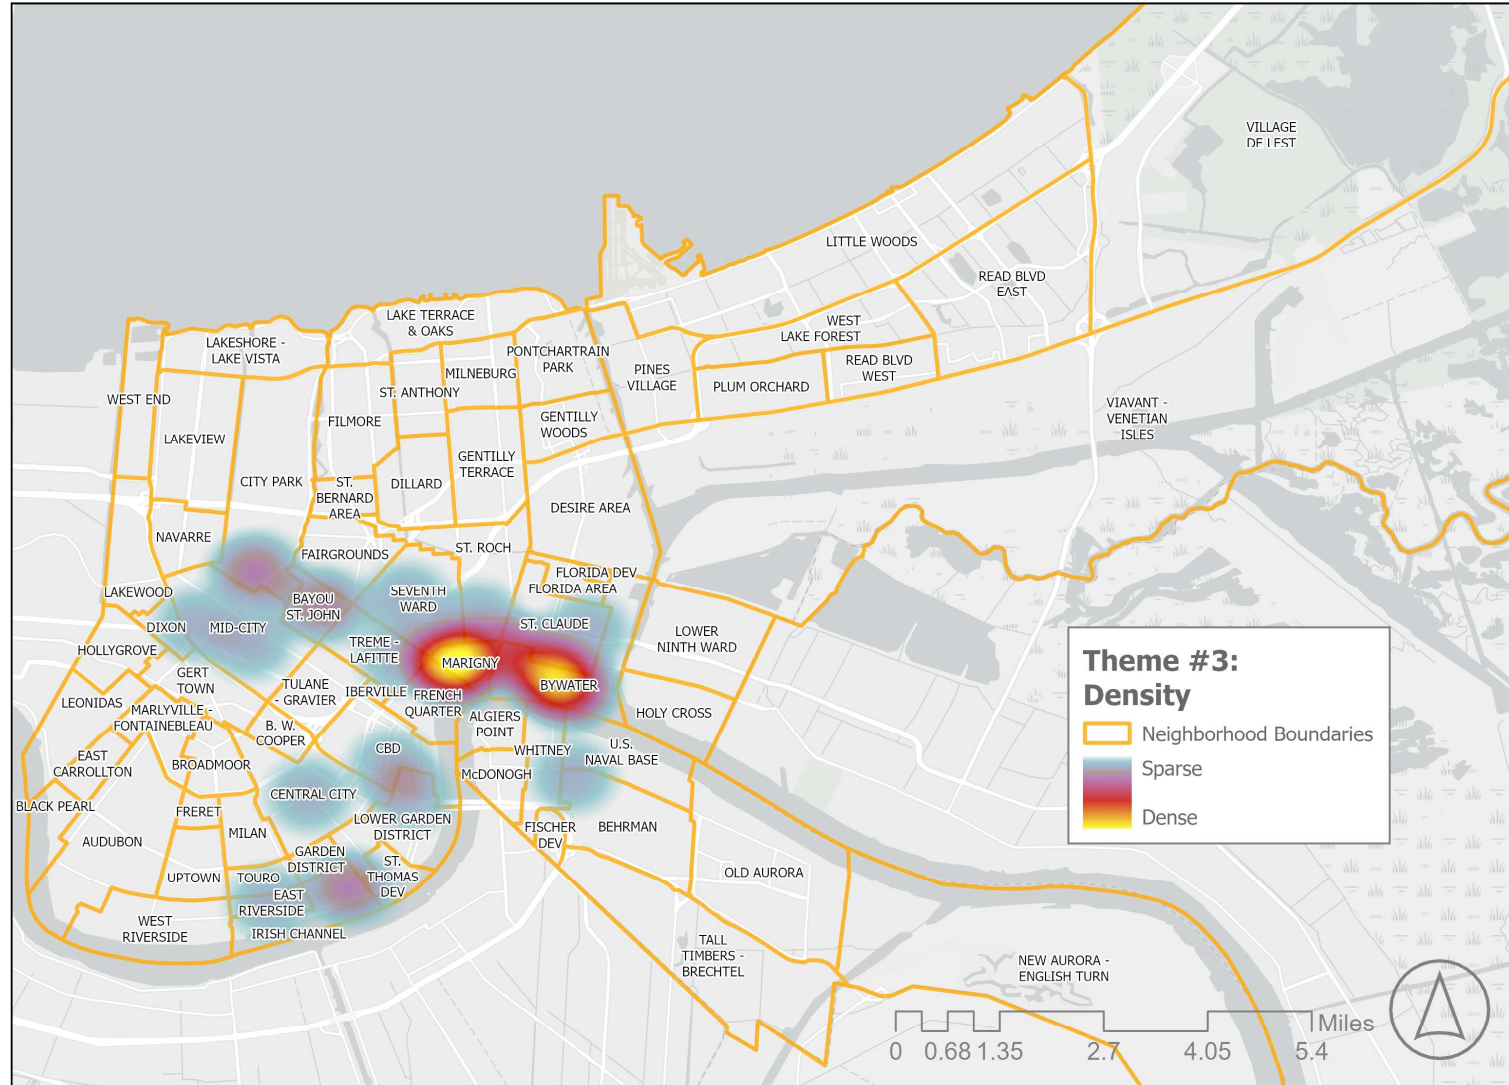 VILLAGE
DE L'EST
LITTLE WOODS
READ BLVD
EAST
LAKE TERRACE
& OAKS
WEST
LAKE FOREST
LAKESHORE -
LAKE VISTA
PONTCHARTRAIN
PARK
READ BLVD
WEST
MILNEBURG
PINES
VILLAGE
PLUM ORCHARD
ST. ANTHONY
WEST END
VIAVANT -
VENETIAN
ISLES
FILMORE
GENTILLY
WOODS
LAKEVIEW
GENTILLY
TERRACE
CITY PARK
ST.
BERNARD
AREA
DILLARD
DESIRE AREA
NAVARRE
FAIRGROUNDS
ST. ROCH
FLORIDA DEV
FLORIDA AREA
LAKEWOOD
SEVENTH
WARD
BAYOU
ST. JOHN
DIXON
MID-CITY
ST. CLAUDE
LOWER
NINTH WARD
HOLLYGROVE
TREME -
LAFITTE
MARIGNY
GERT
TOWN
TULANE
- GRAVIER
IBERVILLE
BYWATER
FRENCH
QUARTER
LEONIDAS
MARLYVILLE -
FONTAINEBLEAU
ALGIERS
POINT
HOLY CROSS
B. W.
COOPER
CBD
WHITNEY
U.S.
NAVAL BASE
EAST
CARROLLTON
BROADMOOR
McDONOGH
CENTRAL CITY
BLACK PEARL
FRERET
LOWER GARDEN
DISTRICT
MILAN
FISCHER
DEV
BEHRMAN
AUDUBON
GARDEN
DISTRICT
ST.
THOMAS
DEV
UPTOWN
TOURO
OLD AURORA
EAST
RIVERSIDE
WEST
RIVERSIDE
IRISH CHANNEL
TALL
TIMBERS -
BRECHTEL
NEW AURORA -
ENGLISH TURN
Theme #3:
Density
Neighborhood Boundaries
Sparse
Dense
Miles
0 0.68 1.35 2.7 4.05 5.4